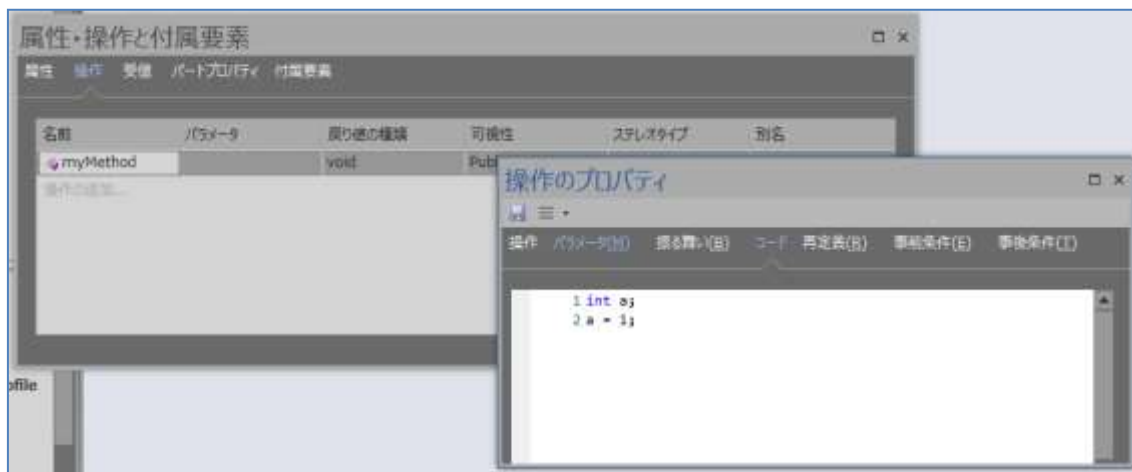 属性・操作と付属要素
属性 操作 受信 パートプロパティ 付属要素
名前 パラメータ 戻り値の種類 可視性 ステレオタイプ 別名
myMethod void Publ
操作の追加...
操作のプロパティ
操作 パラメータ(M) 振る舞い(B) コード 再定義(R) 事前条件(E) 事後条件(T)
1 int a;
2 a = 1;
ofile